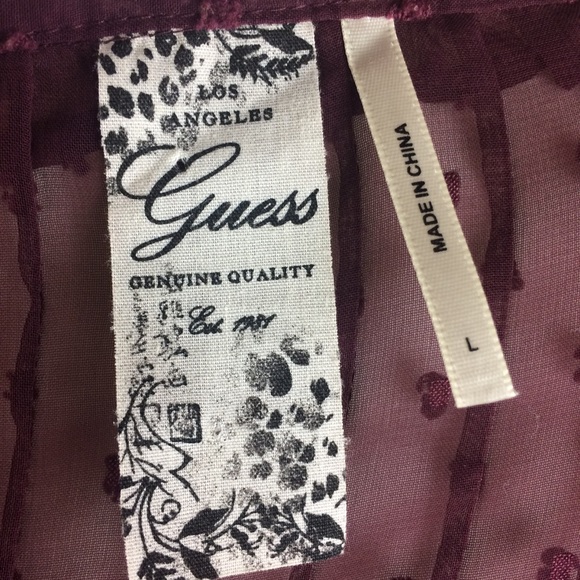 LOS
ANGELES
Guess
GENUINE QUALITY
Est. 1981
MADE IN CHINA
L